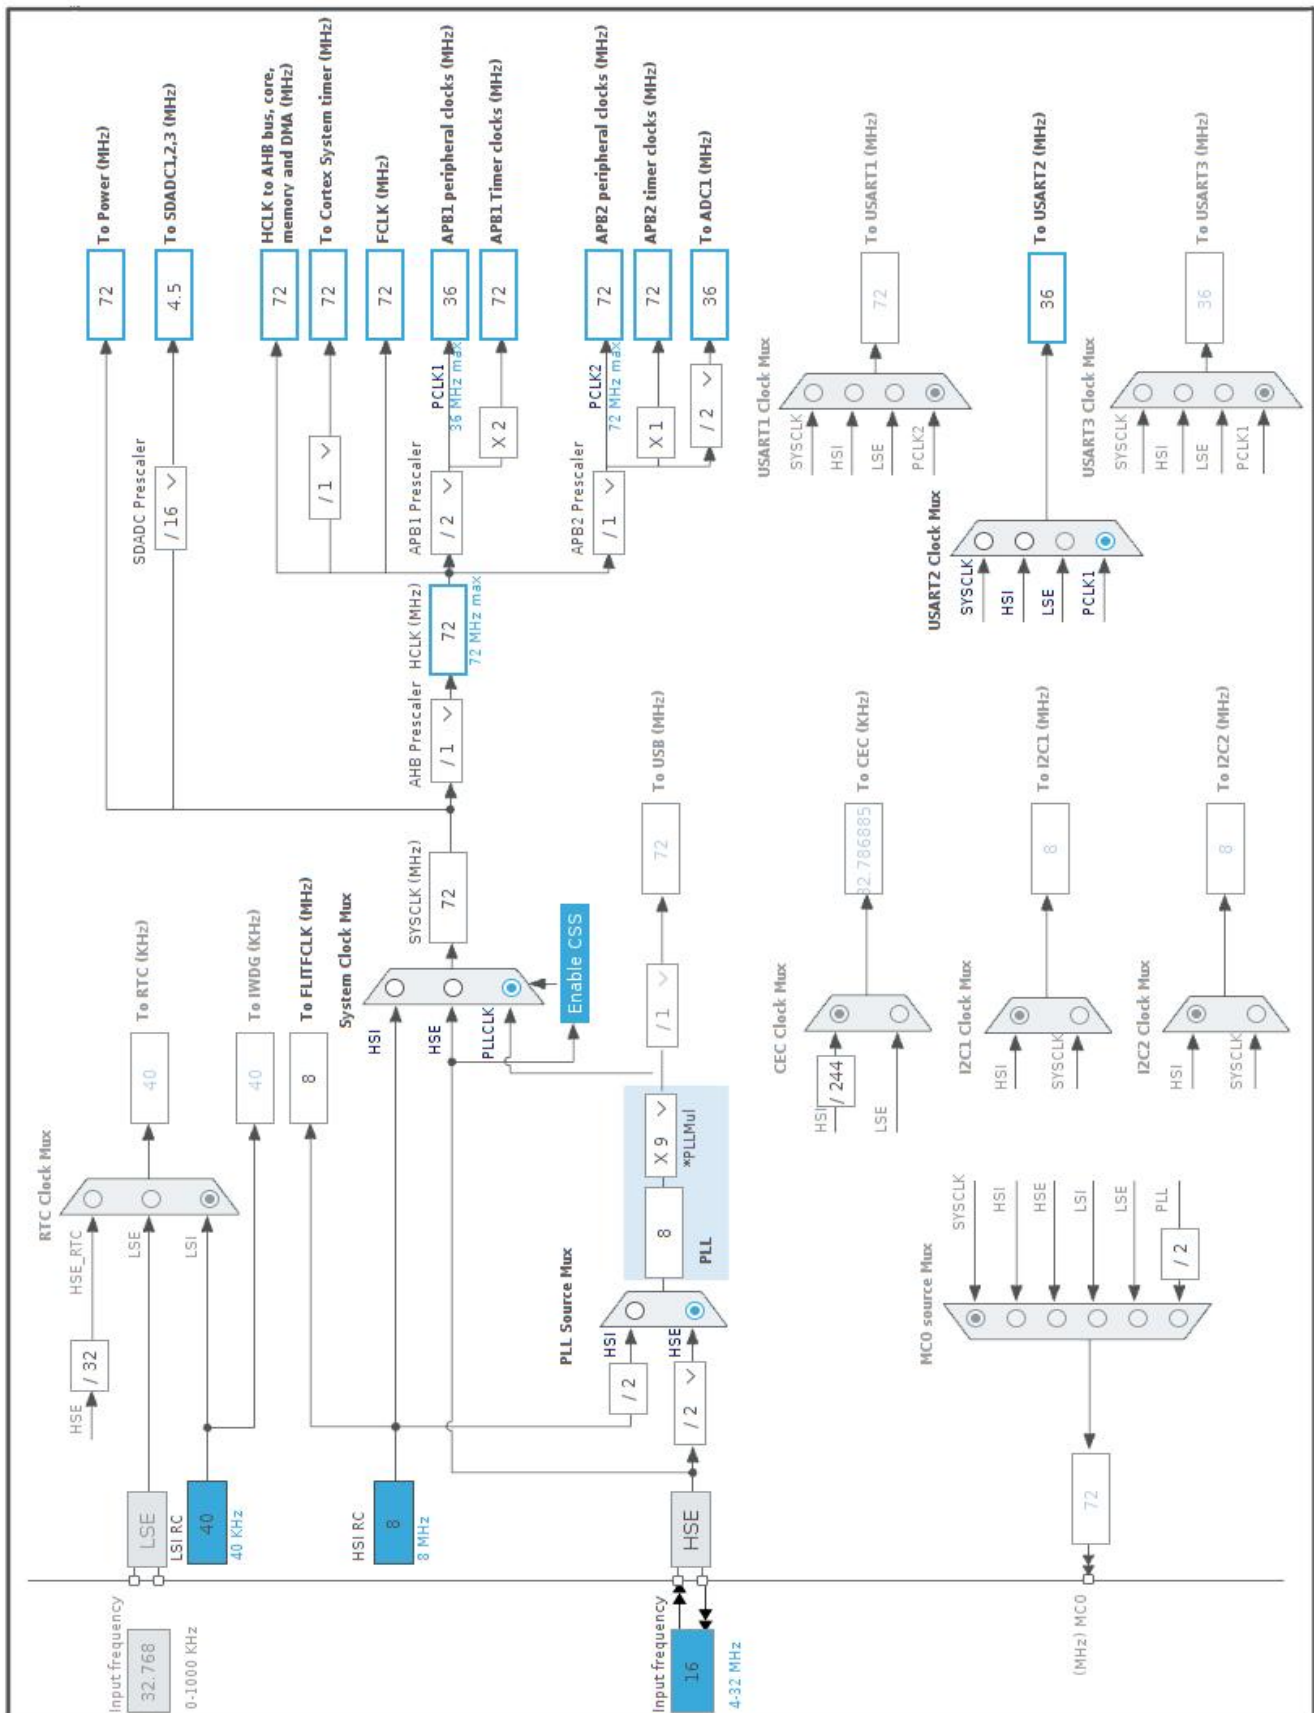 Input frequency
32.768
0-1000 KHz
LSE
LSI RC
40
40 KHz
HSE
/ 32
HSE_RTC
LSE
LSI
RTC Clock Mux
40
To RTC (KHz)
40
To IWDG (KHz)
HSI RC
8
8 MHz
8
To FLITFCLK (MHz)
System Clock Mux
HSI
HSE
PLLCLK
Enable CSS
SYSCLK (MHz)
72
Input frequency
16
4-32 MHz
HSE
/ 2
/ 2
PLL Source Mux
HSI
HSE
8
PLL
X 9
*PLLMul
/ 1
72
To USB (MHz)
AHB Prescaler
/ 1
HCLK (MHz)
72
72 MHz max
SDADC Prescaler
/ 16
72
To Power (MHz)
4.5
To SDADC1,2,3 (MHz)
72
HCLK to AHB bus, core,
memory and DMA (MHz)
/ 1
72
To Cortex System timer (MHz)
72
FCLK (MHz)
APB1 Prescaler
/ 2
PCLK1
36 MHz max
36
APB1 peripheral clocks (MHz)
X 2
72
APB1 Timer clocks (MHz)
APB2 Prescaler
/ 1
PCLK2
72 MHz max
72
APB2 peripheral clocks (MHz)
X 1
72
APB2 timer clocks (MHz)
/ 2
36
To ADC1 (MHz)
CEC Clock Mux
HSI
/ 244
LSE
32.786885
To CEC (KHz)
I2C1 Clock Mux
HSI
SYSCLK
8
To I2C1 (MHz)
I2C2 Clock Mux
HSI
SYSCLK
8
To I2C2 (MHz)
USART1 Clock Mux
SYSCLK
HSI
LSE
PCLK2
72
To USART1 (MHz)
USART2 Clock Mux
SYSCLK
HSI
LSE
PCLK1
36
To USART2 (MHz)
USART3 Clock Mux
SYSCLK
HSI
LSE
PCLK1
36
To USART3 (MHz)
MCO source Mux
SYSCLK
HSI
HSE
LSI
LSE
PLL
/ 2
72
(MHz) MCO